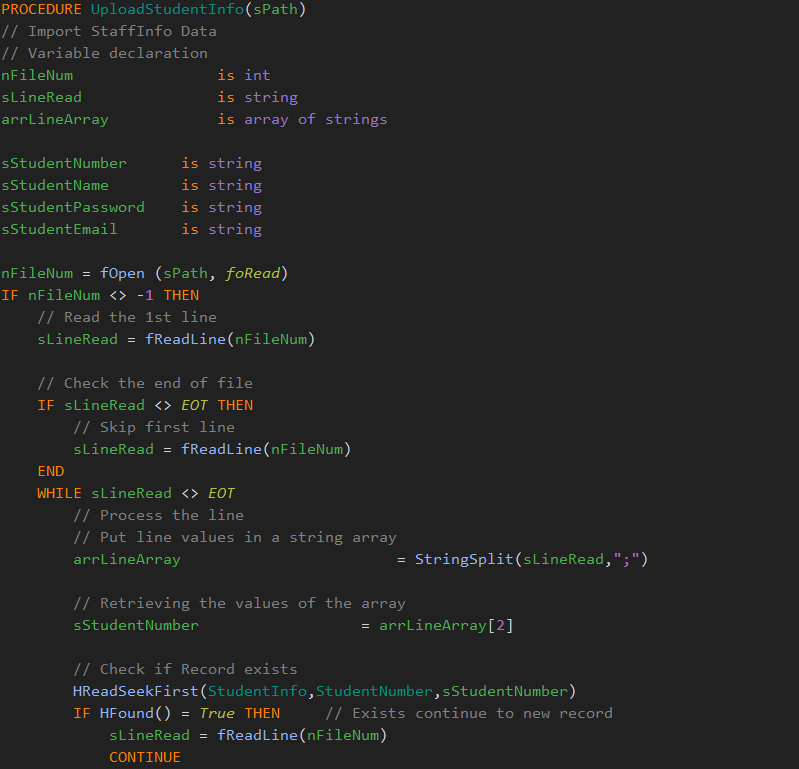 PROCEDURE UploadStudentInfo(sPath)
// Import StaffInfo Data
// Variable declaration
nFileNum is int
sLineRead is string
arrLineArray is array of strings
sStudentNumber is string
sStudentName is string
sStudentPassword is string
sStudentEmail is string
nFileNum = fOpen (sPath, foRead)
IF nFileNum <> -1 THEN
// Read the 1st line
sLineRead = fReadLine(nFileNum)
// Check the end of file
IF sLineRead <> EOT THEN
// Skip first line
sLineRead = fReadLine(nFileNum)
END
WHILE sLineRead <> EOT
// Process the line
// Put line values in a string array
arrLineArray = StringSplit(sLineRead,";")
// Retrieving the values of the array
sStudentNumber = arrLineArray[2]
// Check if Record exists
HReadSeekFirst(StudentInfo,StudentNumber,sStudentNumber)
IF HFound() = True THEN // Exists continue to new record
sLineRead = fReadLine(nFileNum)
CONTINUE